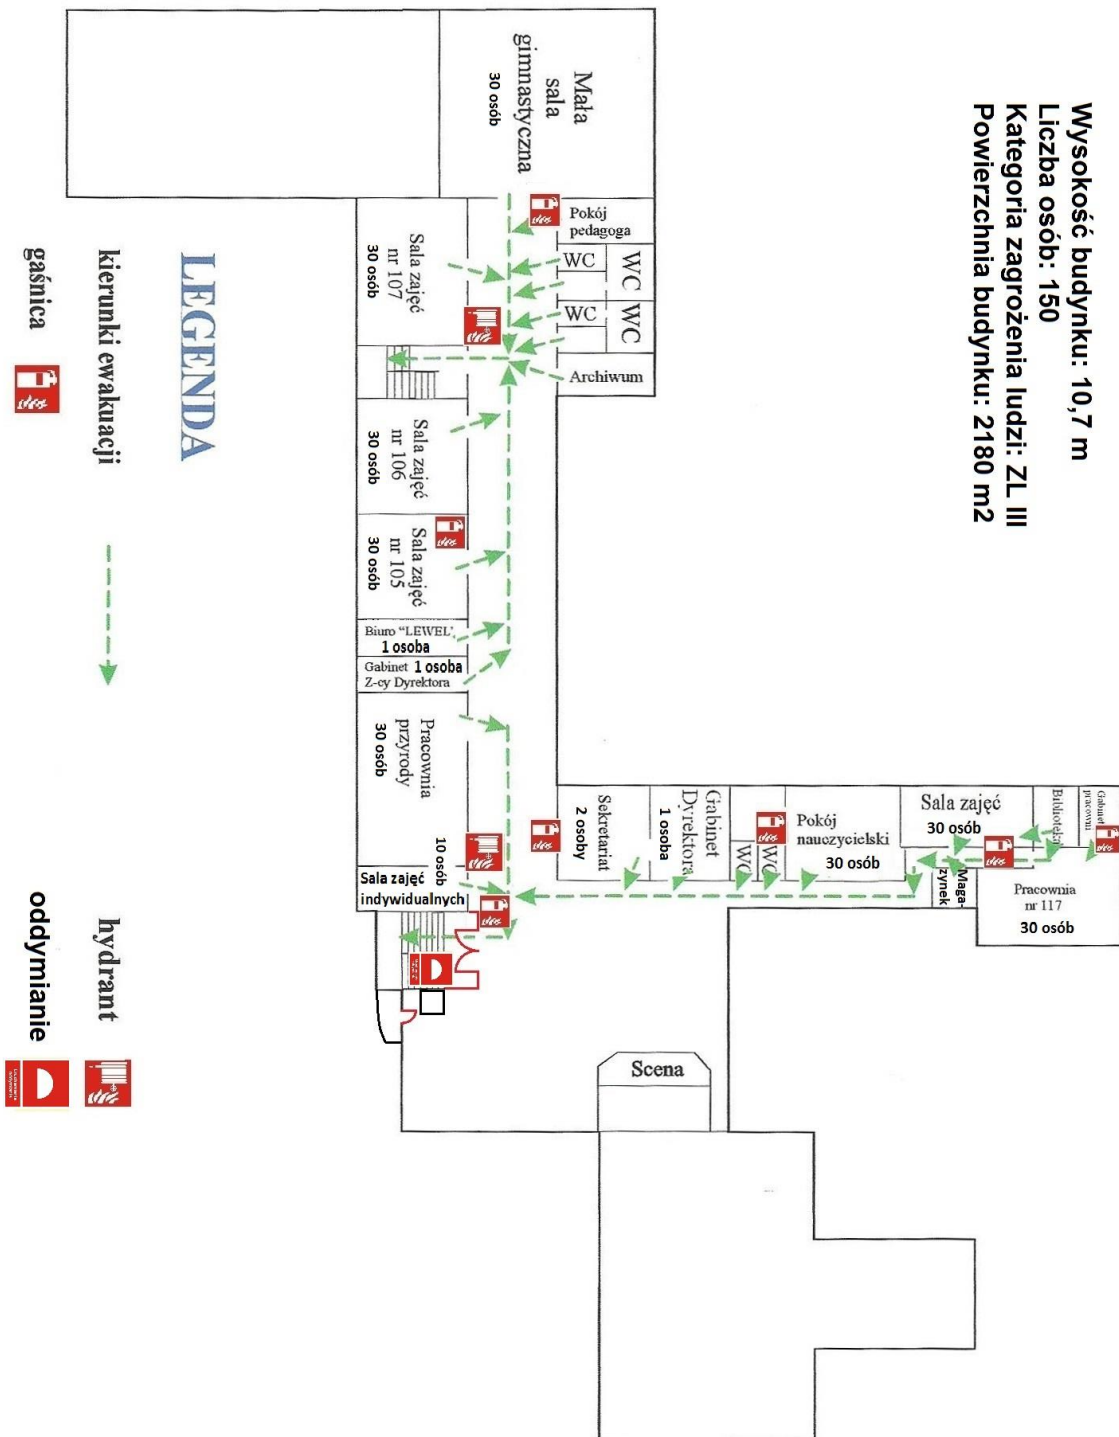 Wysokość budynku: 10,7 m
Liczba osób: 150
Kategoria zagrożenia ludzi: ZL III
Powierzchnia budynku: 2180 m2
Mała
sala
gimnastyczna
30 osób
Pokój
pedagoga
WC
WC
WC
WC
Archiwum
Sala zajęć
nr 107
30 osób
Sala zajęć
nr 106
30 osób
Sala zajęć
nr 105
30 osób
Biuro "LEWEL"
1 osoba
Gabinet 1 osoba
Z-cy Dyrektora
Pracownia
przyrody
30 osób
10 osób
Sala zajęć
indywidualnych
Sekretariat
2 osoby
Gabinet
Dyrektora
1 osoba
WC
WC
Pokój
nauczycielski
30 osób
Sala zajęć
30 osób
Biblioteka
Gabinet
Maga-
zynek
Pracownia
nr 117
30 osób
Scena
LEGENDA
kierunki ewakuacji
gaśnica
hydrant
oddymianie